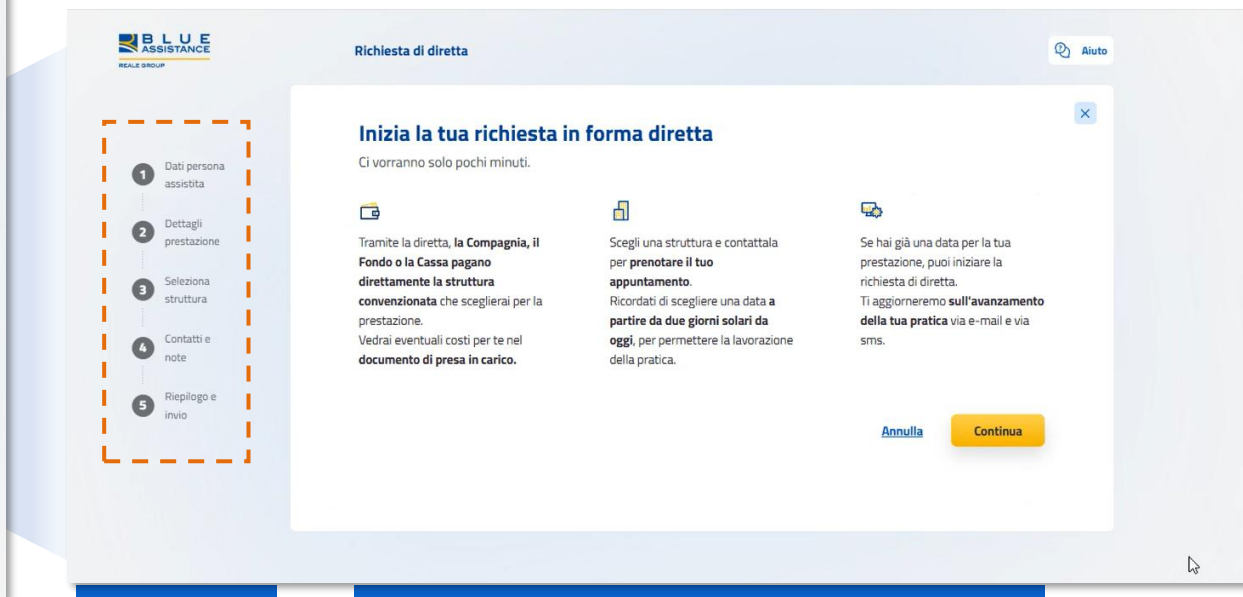 BLUE
ASSISTANCE
REALE GROUP
Richiesta di diretta
Aiuto
1 Dati persona
assistita
2 Dettagli
prestazione
3 Seleziona
struttura
4 Contatti e
note
5 Riepilogo e
invio
Inizia la tua richiesta in forma diretta
Ci vorranno solo pochi minuti.
Tramite la diretta, la Compagnia, il
Fondo o la Cassa pagano
direttamente la struttura
convenzionata che sceglierai per la
prestazione.
Vedrai eventuali costi per te nel
documento di presa in carico.
Scegli una struttura e contattala
per prenotare il tuo
appuntamento.
Ricordati di scegliere una data a
partire da due giorni solari da
oggi, per permettere la lavorazione
della pratica.
Se hai già una data per la tua
prestazione, puoi iniziare la
richiesta di diretta.
Ti aggiorneremo sull'avanzamento
della tua pratica via e-mail e via
sms.
Annulla
Continua